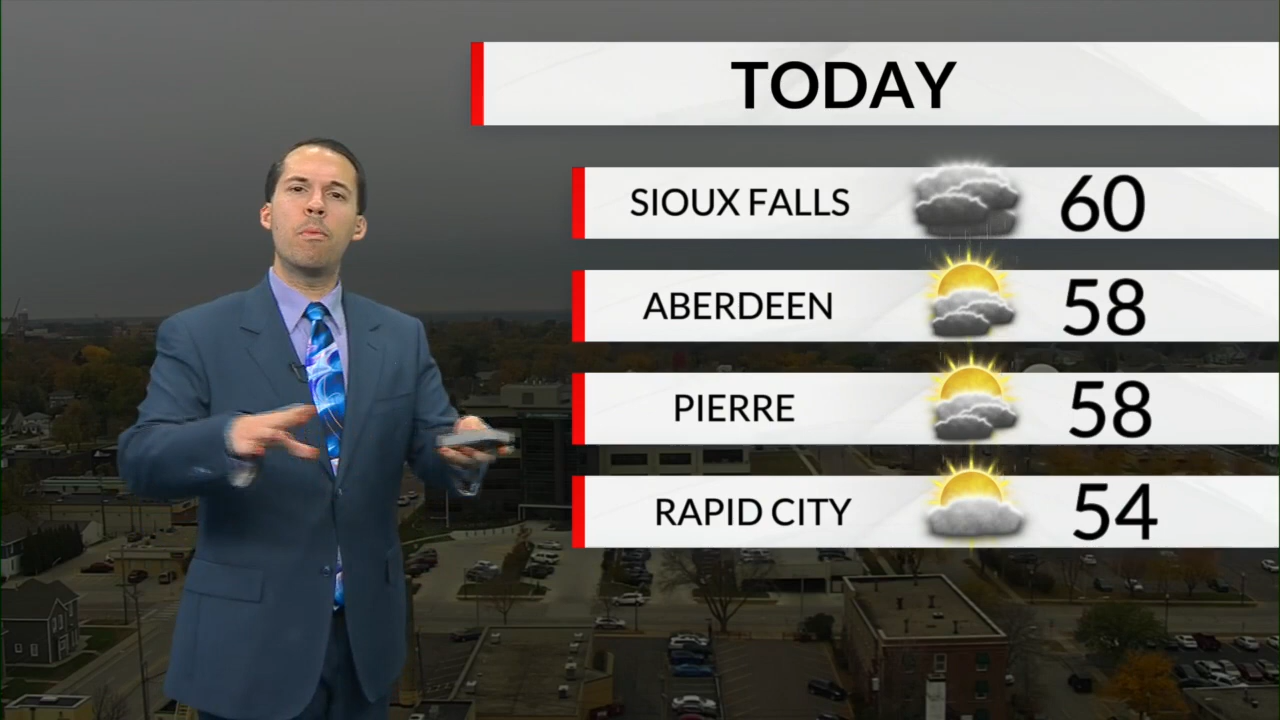 TODAY
SIOUX FALLS 60
ABERDEEN 58
PIERRE 58
RAPID CITY 54